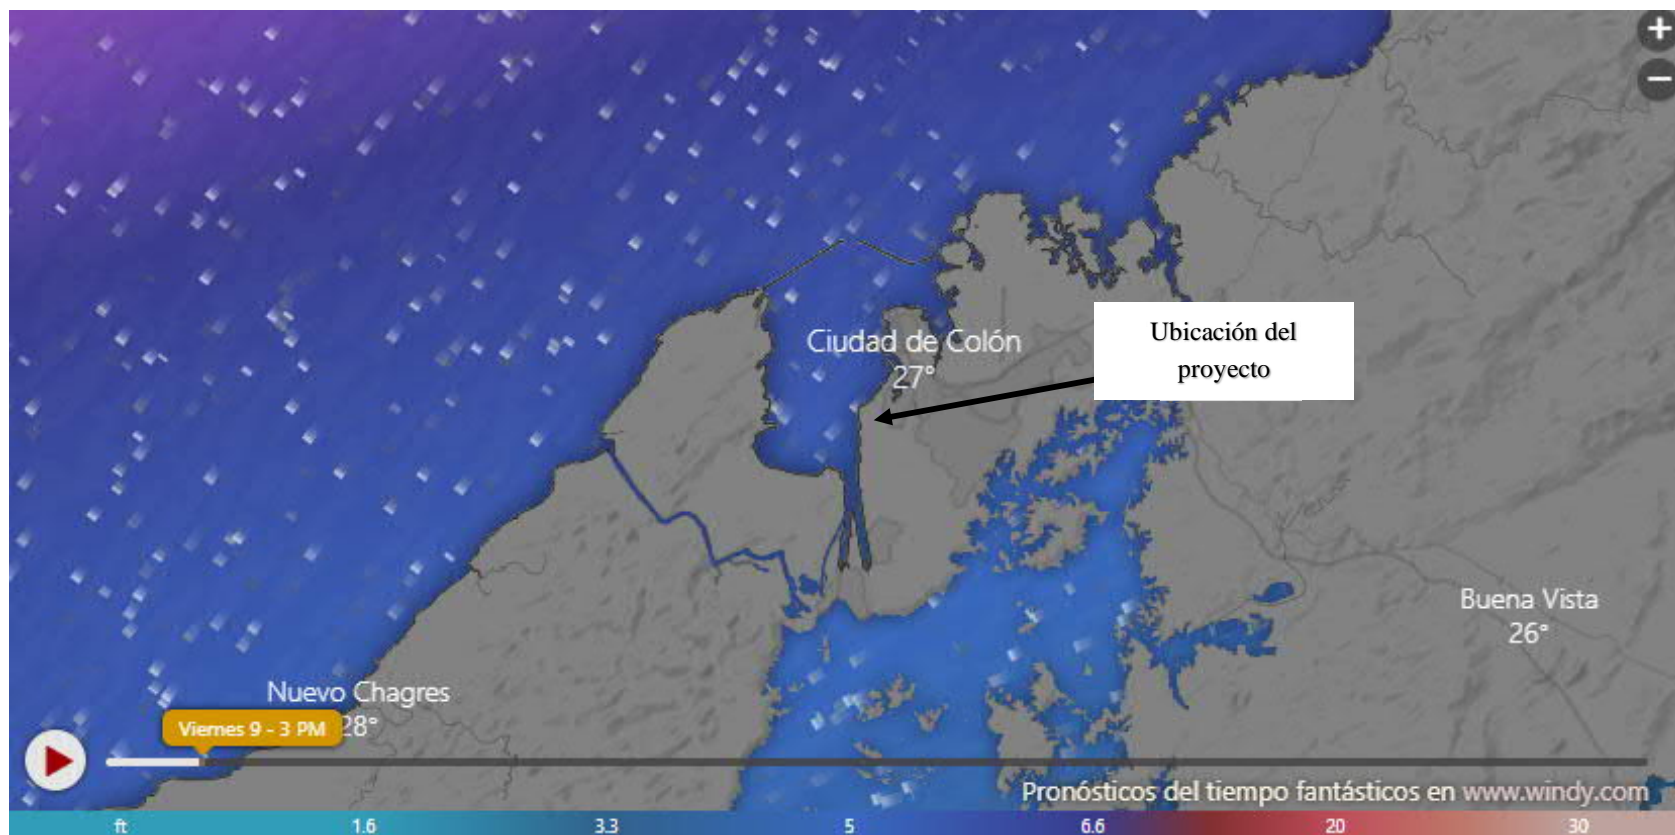 +
−
Ciudad de Colón
27°
Ubicación del
proyecto
Buena Vista
26°
Nuevo Chagres
28°
Viernes 9 - 3 PM
Pronósticos del tiempo fantásticos en www.windy.com
ft 1.6 3.3 5 6.6 20 30